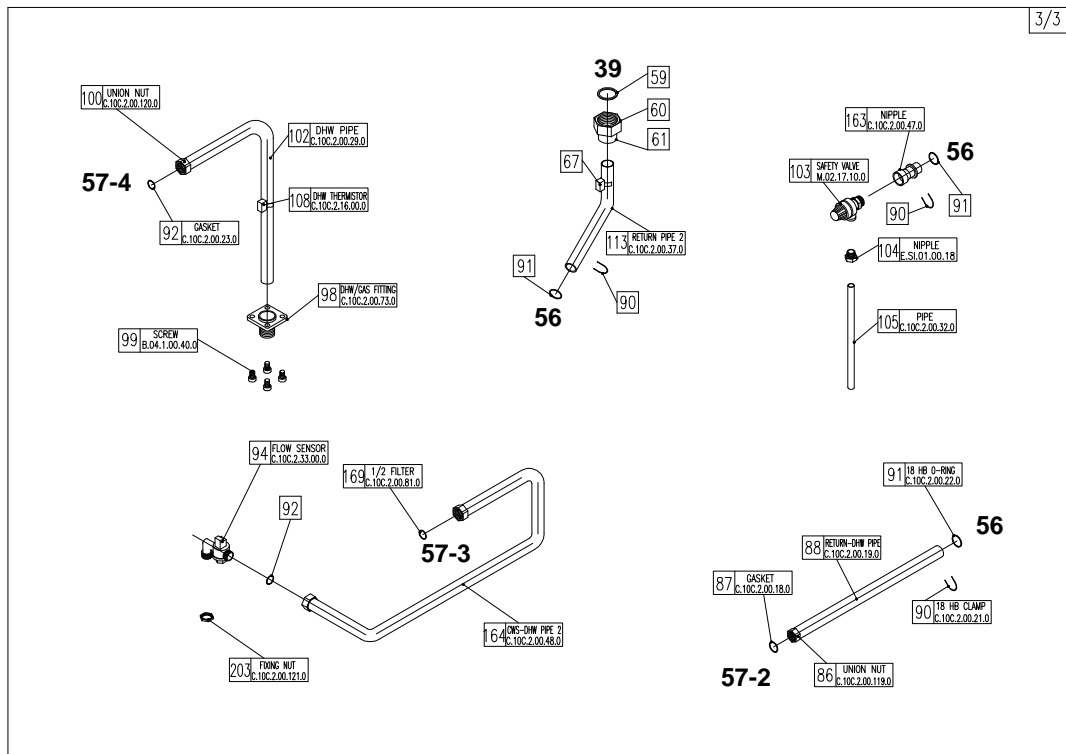 3/3
100 UNION NUT
C.10C.2.00.120.0
102 DHW PIPE
C.10C.2.00.29.0
57-4
92 GASKET
C.10C.2.00.23.0
108 DHW THERMISTOR
C.10C.2.16.00.0
98 DHW/GAS FITTING
C.10C.2.00.73.0
99 SCREW
B.04.1.00.40.0
39
59
60
61
67
113 RETURN PIPE 2
C.10C.2.00.37.0
91
90
56
163 NIPPLE
C.10C.2.00.47.0
56
103 SAFETY VALVE
M.02.17.10.0
91
90
104 NIPPLE
E.SI.01.00.18
105 PIPE
C.10C.2.00.32.0
94 FLOW SENSOR
C.10C.2.33.00.0
92
169 1/2 FILTER
C.10C.2.00.81.0
57-3
164 CWS-DHW PIPE 2
C.10C.2.00.48.0
203 FIXING NUT
C.10C.2.00.121.0
91 18 HB O-RING
C.10C.2.00.22.0
56
88 RETURN-DHW PIPE
C.10C.2.00.19.0
87 GASKET
C.10C.2.00.18.0
90 18 HB CLAMP
C.10C.2.00.21.0
57-2
86 UNION NUT
C.10C.2.00.119.0